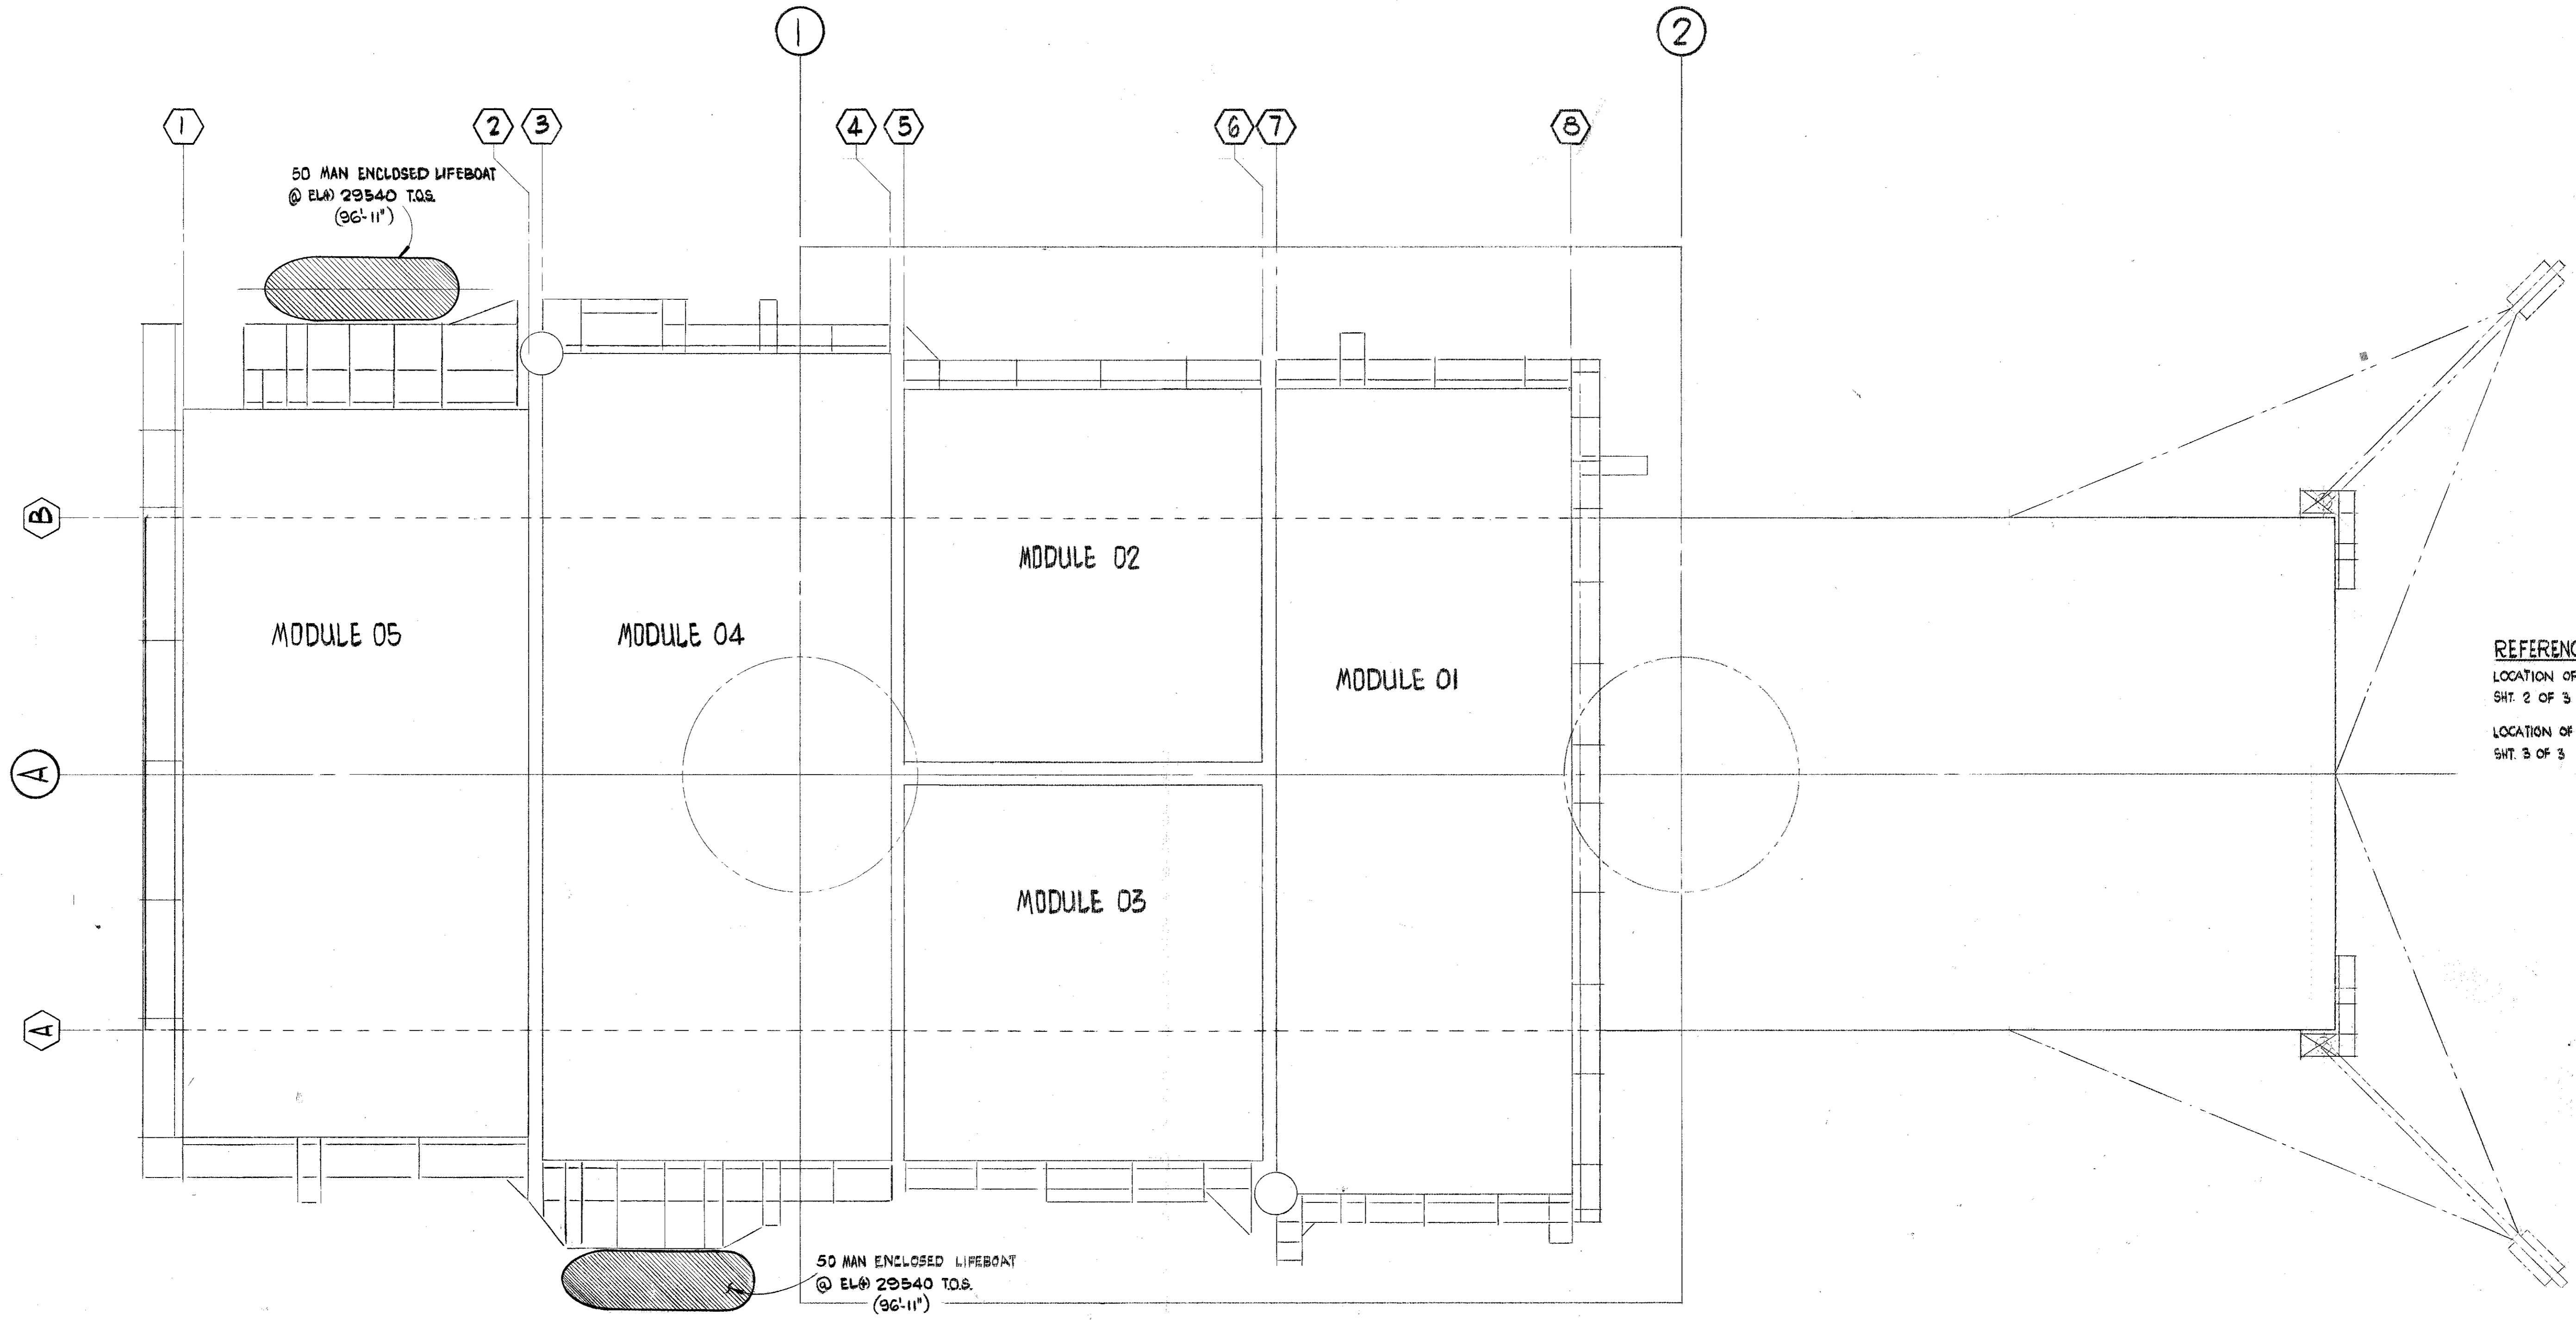 1
2
1
2
3
4
5
6
7
8
50 MAN ENCLOSED LIFEBOAT
@ EL(+) 29540 T.O.S.
(96'-11")
B
MODULE 02
MODULE 05
MODULE 04
MODULE 01
REFERENC
LOCATION OF
SHT. 2 OF 3
LOCATION OF
SHT. 3 OF 3
A
MODULE 03
A
50 MAN ENCLOSED LIFEBOAT
@ EL(+) 29540 T.O.S.
(96'-11")